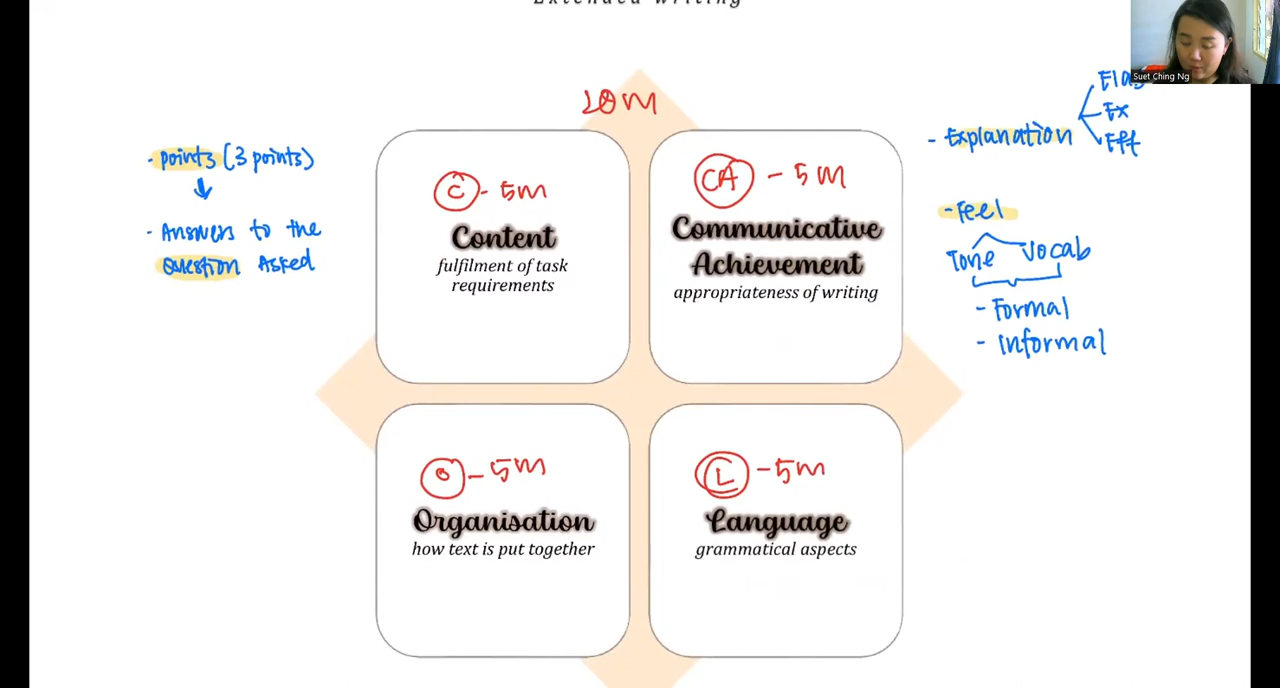 Extended Writing
Suet Ching Ng
20M
- points (3 points)
- Answers to the
question Asked
C - 5M
Content
fulfilment of task
requirements
CA - 5M
Communicative
Achievement
appropriateness of writing
- Explanation
Ex
Eff
- Feel
Tone Vocab
- Formal
- Informal
O - 5M
Organisation
how text is put together
L - 5M
Language
grammatical aspects